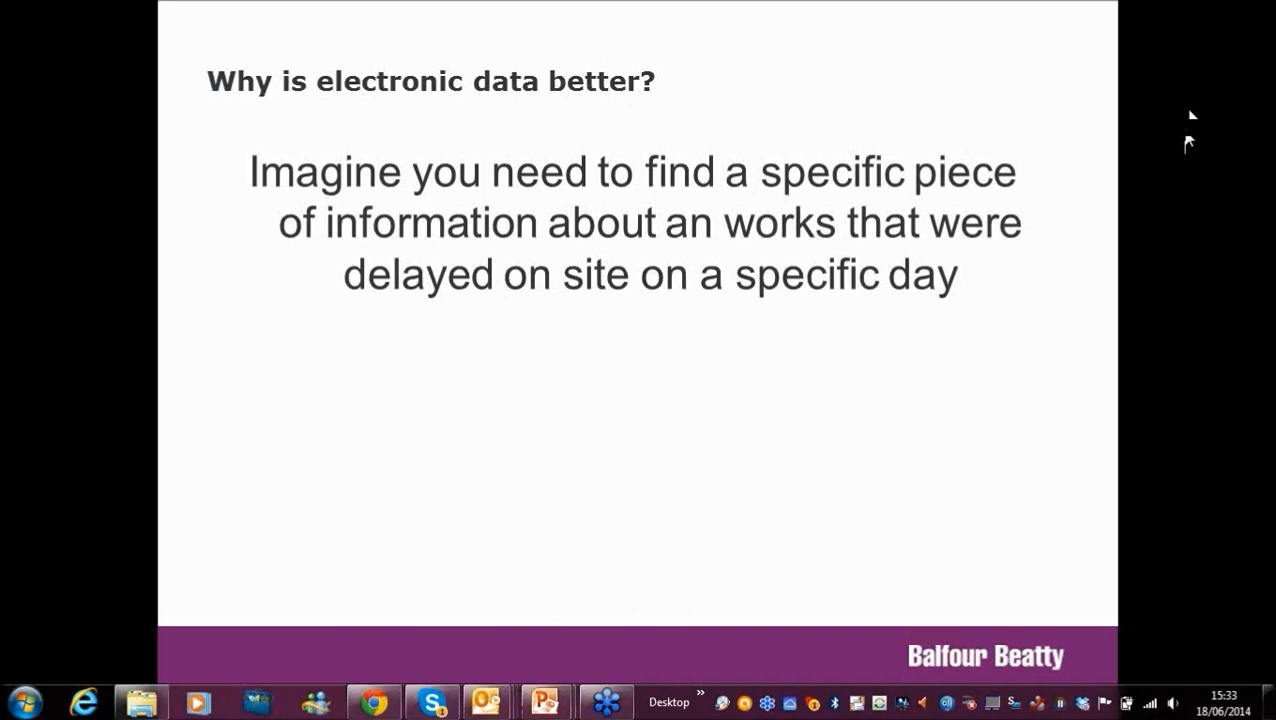 Why is electronic data better?
Imagine you need to find a specific piece
of information about an works that were
delayed on site on a specific day
Balfour Beatty
Desktop
15:33
18/06/2014